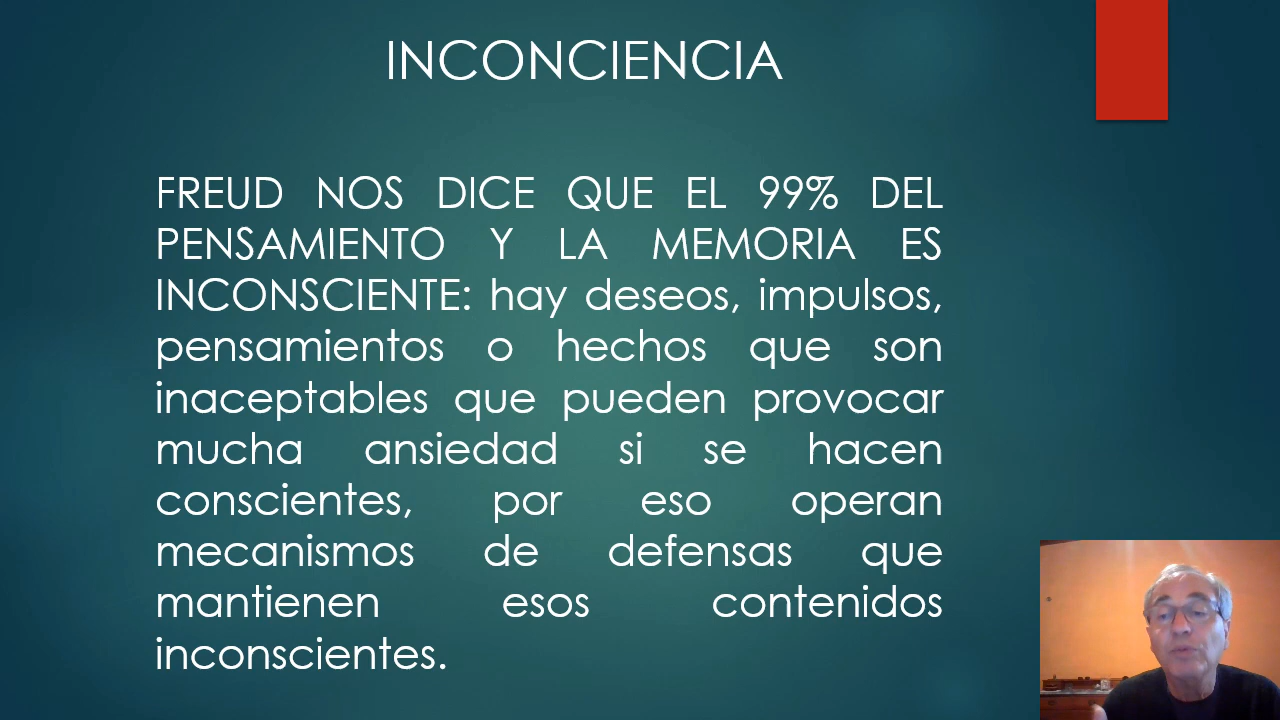 INCONCIENCIA
FREUD NOS DICE QUE EL 99% DEL
PENSAMIENTO Y LA MEMORIA ES
INCONSCIENTE: hay deseos, impulsos,
pensamientos o hechos que son
inaceptables que pueden provocar
mucha ansiedad si se hacen
conscientes, por eso operan
mecanismos de defensas que
mantienen esos contenidos
inconscientes.